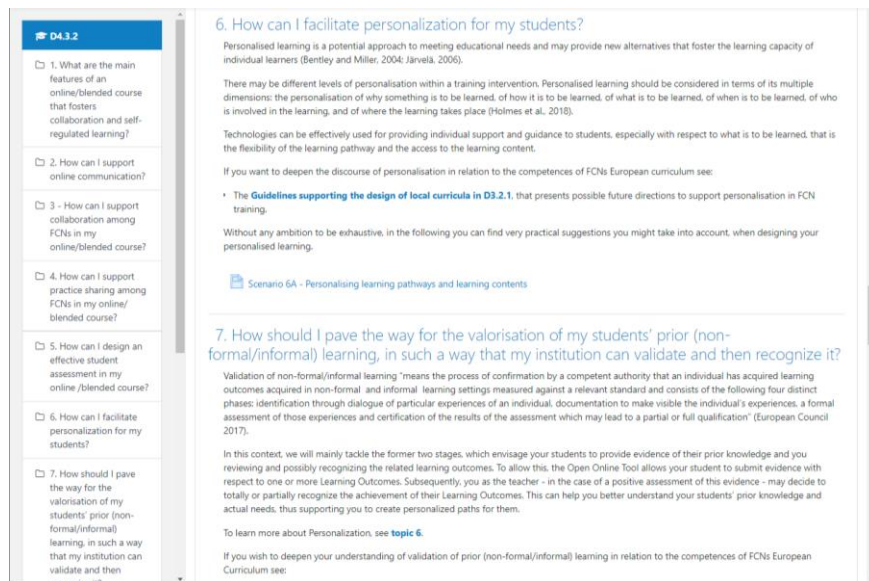 D4.3.2
1. What are the main
features of an
online/blended course
that fosters
collaboration and self-
regulated learning?
2. How can I support
online communication?
3 - How can I support
collaboration among
FCNs in my
online/blended course?
4. How can I support
practice sharing among
FCNs in my online/
blended course?
5. How can I design an
effective student
assessment in my
online /blended course?
6. How can I facilitate
personalization for my
students?
7. How should I pave
the way for the
valorisation of my
students' prior (non-
formal/informal)
learning, in such a way
that my institution can
validate and then
6. How can I facilitate personalization for my students?
Personalised learning is a potential approach to meeting educational needs and may provide new alternatives that foster the learning capacity of
individual learners (Bentley and Miller, 2004; Järvelä, 2006).
There may be different levels of personalisation within a training intervention. Personalised learning should be considered in terms of its multiple
dimensions: the personalisation of why something is to be learned, of how it is to be learned, of what is to be learned, of when is to be learned, of who
is involved in the learning, and of where the learning takes place (Holmes et al., 2018).
Technologies can be effectively used for providing individual support and guidance to students, especially with respect to what is to be learned, that is
the flexibility of the learning pathway and the access to the learning content.
If you want to deepen the discourse of personalisation in relation to the competences of FCNs European curriculum see:
• The Guidelines supporting the design of local curricula in D3.2.1, that presents possible future directions to support personalisation in FCN
training.
Without any ambition to be exhaustive, in the following you can find very practical suggestions you might take into account, when designing your
personalised learning.
Scenario 6A - Personalising learning pathways and learning contents
7. How should I pave the way for the valorisation of my students' prior (non-
formal/informal) learning, in such a way that my institution can validate and then recognize it?
Validation of non-formal/informal learning "means the process of confirmation by a competent authority that an individual has acquired learning
outcomes acquired in non-formal and informal learning settings measured against a relevant standard and consists of the following four distinct
phases: identification through dialogue of particular experiences of an individual, documentation to make visible the individual's experiences, a formal
assessment of those experiences and certification of the results of the assessment which may lead to a partial or full qualification" (European Council
2017).
In this context, we will mainly tackle the former two stages, which envisage your students to provide evidence of their prior knowledge and you
reviewing and possibly recognizing the related learning outcomes. To allow this, the Open Online Tool allows your student to submit evidence with
respect to one or more Learning Outcomes. Subsequently, you as the teacher - in the case of a positive assessment of this evidence - may decide to
totally or partially recognize the achievement of their Learning Outcomes. This can help you better understand your students' prior knowledge and
actual needs, thus supporting you to create personalized paths for them.
To learn more about Personalization, see topic 6.
If you wish to deepen your understanding of validation of prior (non-formal/informal) learning in relation to the competences of FCNs European
Curriculum see: